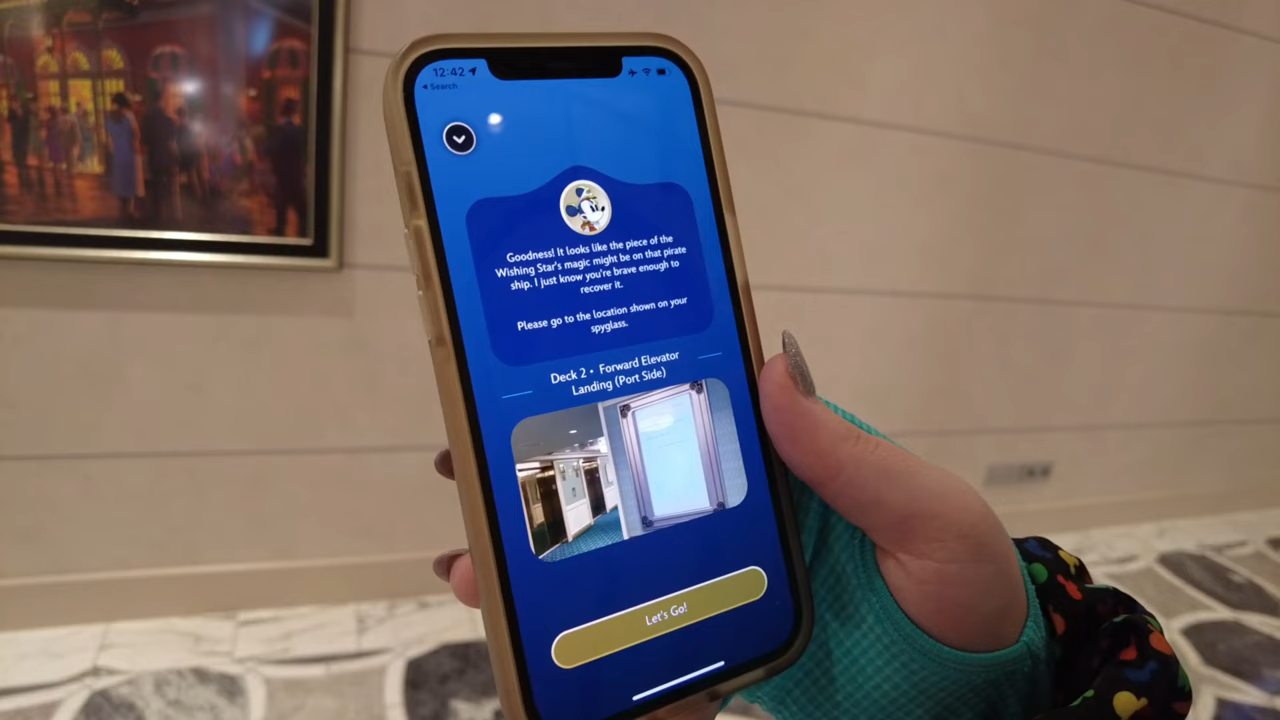 12:42
Search
Goodness! It looks like the piece of the
Wishing Star's magic might be on that pirate
ship. I just know you're brave enough to
recover it.
Please go to the location shown on your
spyglass.
Deck 2 • Forward Elevator
Landing (Port Side)
Let's Go!